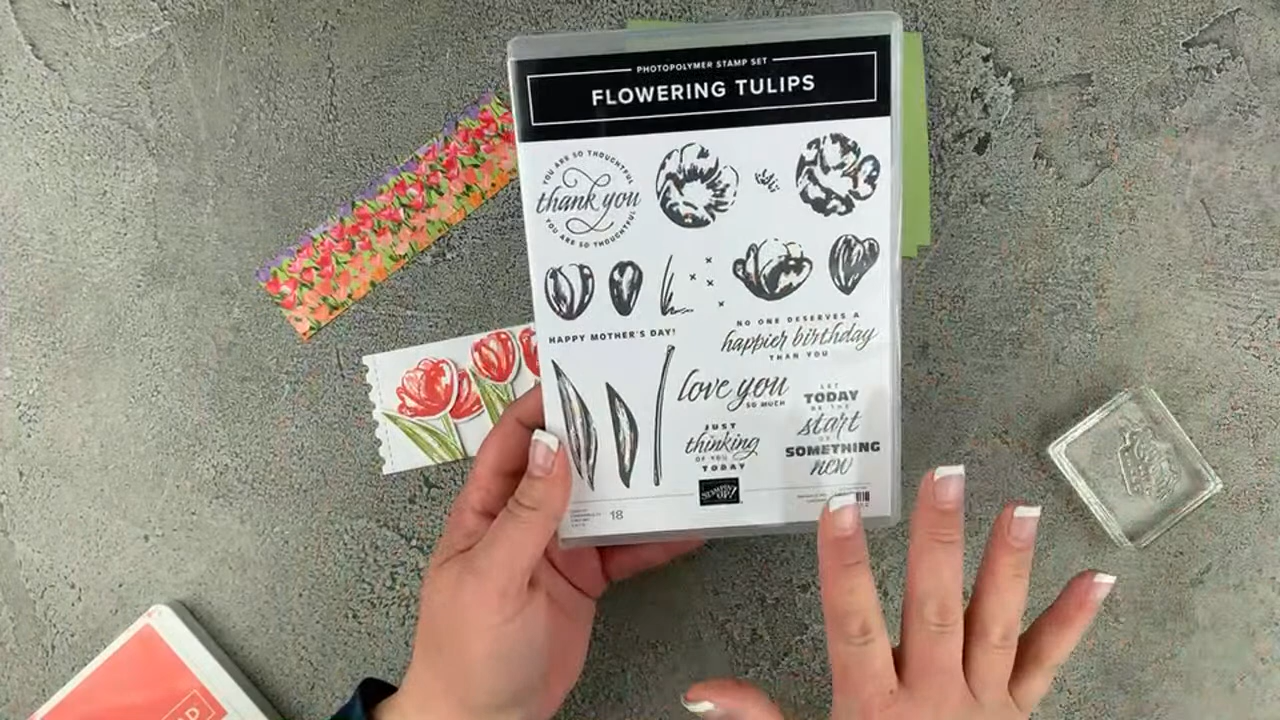 PHOTOPOLYMER STAMP SET
FLOWERING TULIPS
YOU ARE SO THOUGHTFUL
thank you
YOU ARE SO THOUGHTFUL
HAPPY MOTHER'S DAY!
NO ONE DESERVES A
happier birthday
THAN YOU
love you
SO MUCH
JUST
thinking
OF YOU
TODAY
LET
TODAY
BE THE
start
OF
SOMETHING
new
STAMPIN' UP!
18